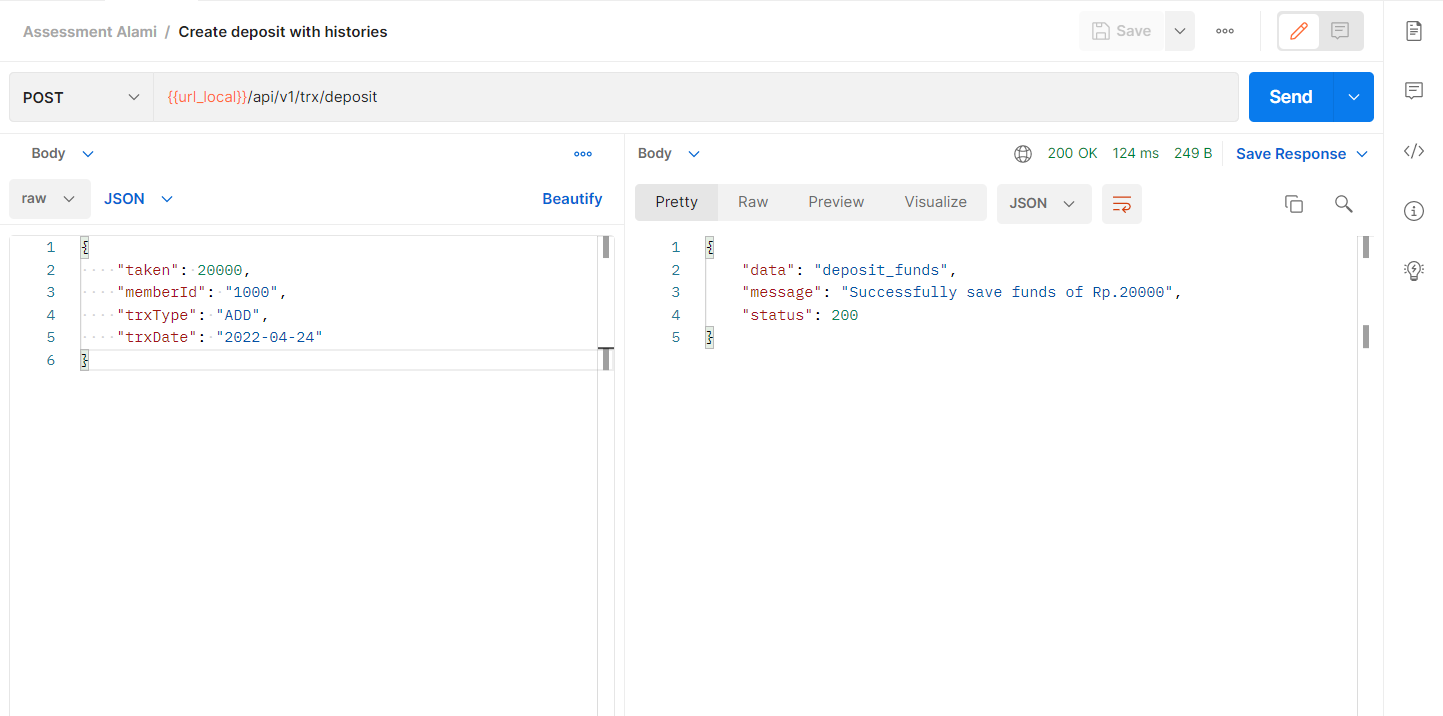 Assessment Alami / Create deposit with histories
Save
POST
{{url_local}}/api/v1/trx/deposit
Send
Body
raw
JSON
Beautify
1 {
2 ····"taken":·20000,
3 ····"memberId":·"1000",
4 ····"trxType":·"ADD",
5 ····"trxDate":·"2022-04-24"
6 }
Body
200 OK 124 ms 249 B Save Response
Pretty Raw Preview Visualize JSON
1 {
2     "data": "deposit_funds",
3     "message": "Successfully save funds of Rp.20000",
4     "status": 200
5 }